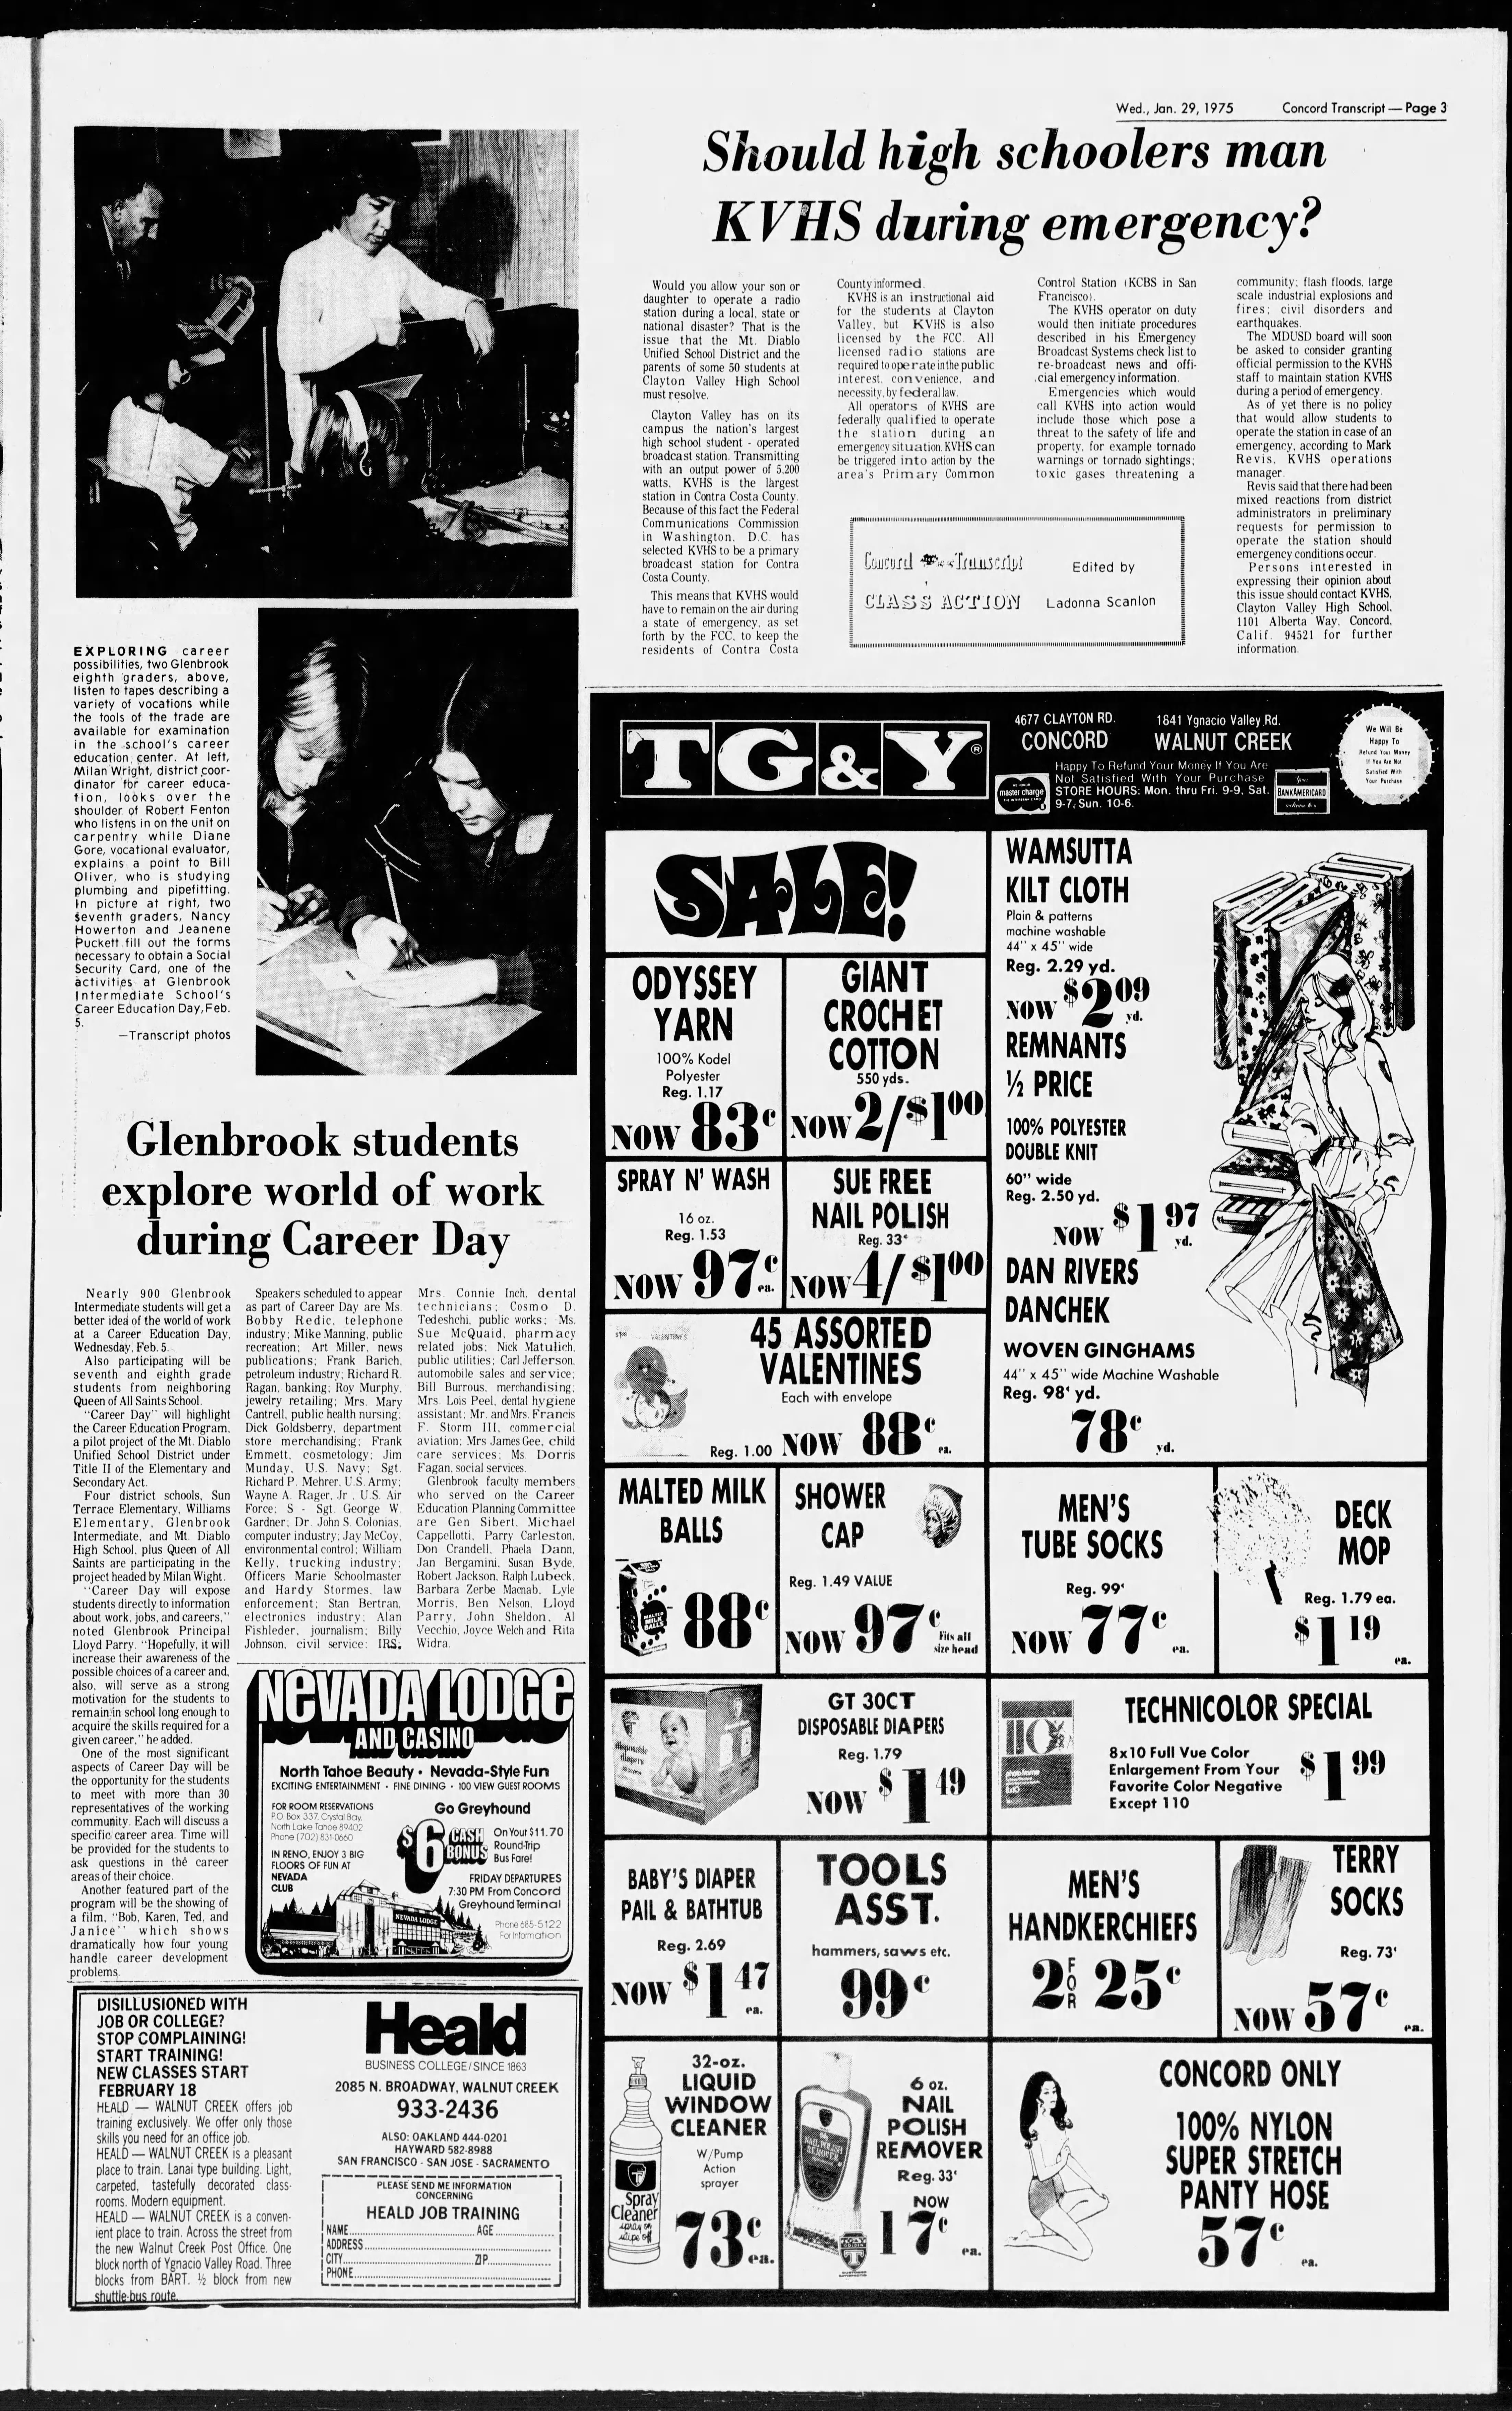 Wed., Jan. 29, 1975 Concord Transcript — Page 3
Should high schoolers man
KVHS during emergency?
Would you allow your son or
daughter to operate a radio
station during a local, state or
national disaster? That is the
issue that the Mt. Diablo
Unified School District and the
parents of some 50 students at
Clayton Valley High School
must resolve.
Clayton Valley has on its
campus the nation's largest
high school student - operated
broadcast station. Transmitting
with an output power of 5,200
watts, KVHS is the largest
station in Contra Costa County.
Because of this fact the Federal
Communications Commission
in Washington, D.C. has
selected KVHS to be a primary
broadcast station for Contra
Costa County.
This means that KVHS would
have to remain on the air during
a state of emergency, as set
forth by the FCC, to keep the
residents of Contra Costa
County informed.
KVHS is an instructional aid
for the students at Clayton
Valley, but KVHS is also
licensed by the FCC. All
licensed radio stations are
required to operate in the public
interest, convenience, and
necessity, by federal law.
All operators of KVHS are
federally qualified to operate
the station during an
emergency situation. KVHS can
be triggered into action by the
area's Primary Common
Control Station (KCBS in San
Francisco).
The KVHS operator on duty
would then initiate procedures
described in his Emergency
Broadcast Systems check list to
re-broadcast news and offi-
cial emergency information.
Emergencies which would
call KVHS into action would
include those which pose a
threat to the safety of life and
property, for example tornado
warnings or tornado sightings;
toxic gases threatening a
community; flash floods, large
scale industrial explosions and
fires; civil disorders and
earthquakes.
The MDUSD board will soon
be asked to consider granting
official permission to the KVHS
staff to maintain station KVHS
during a period of emergency.
As of yet there is no policy
that would allow students to
operate the station in case of an
emergency, according to Mark
Revis, KVHS operations
manager.
Revis said that there had been
mixed reactions from district
administrators in preliminary
requests for permission to
operate the station should
emergency conditions occur.
Persons interested in
expressing their opinion about
this issue should contact KVHS,
Clayton Valley High School,
1101 Alberta Way, Concord,
Calif. 94521 for further
information.
Concord Transcript
CLASS ACTION
Edited by
Ladonna Scanlon
EXPLORING career
possibilities, two Glenbrook
eighth graders, above,
listen to tapes describing a
variety of vocations while
the tools of the trade are
available for examination
in the school's career
education center. At left,
Milan Wright, district coor-
dinator for career educa-
tion, looks over the
shoulder of Robert Fenton
who listens in on the unit on
carpentry while Diane
Gore, vocational evaluator,
explains a point to Bill
Oliver, who is studying
plumbing and pipefitting.
In picture at right, two
seventh graders, Nancy
Howerton and Jeanene
Puckett fill out the forms
necessary to obtain a Social
Security Card, one of the
activities at Glenbrook
Intermediate School's
Career Education Day, Feb.
5.
—Transcript photos
Glenbrook students
explore world of work
during Career Day
Nearly 900 Glenbrook
Intermediate students will get a
better idea of the world of work
at a Career Education Day,
Wednesday, Feb. 5.
Also participating will be
seventh and eighth grade
students from neighboring
Queen of All Saints School.
"Career Day" will highlight
the Career Education Program,
a pilot project of the Mt. Diablo
Unified School District under
Title II of the Elementary and
Secondary Act.
Four district schools, Sun
Terrace Elementary, Williams
Elementary, Glenbrook
Intermediate, and Mt. Diablo
High School, plus Queen of All
Saints are participating in the
project headed by Milan Wight.
"Career Day will expose
students directly to information
about work, jobs, and careers,"
noted Glenbrook Principal
Lloyd Parry. "Hopefully, it will
increase their awareness of the
possible choices of a career and,
also, will serve as a strong
motivation for the students to
remain in school long enough to
acquire the skills required for a
given career," he added.
One of the most significant
aspects of Career Day will be
the opportunity for the students
to meet with more than 30
representatives of the working
community. Each will discuss a
specific career area. Time will
be provided for the students to
ask questions in the career
areas of their choice.
Another featured part of the
program will be the showing of
a film, "Bob, Karen, Ted, and
Janice" which shows
dramatically how four young
handle career development
problems.
Speakers scheduled to appear
as part of Career Day are Ms.
Bobby Redic, telephone
industry; Mike Manning, public
recreation; Art Miller, news
publications; Frank Barich,
petroleum industry; Richard R.
Ragan, banking; Roy Murphy,
jewelry retailing; Mrs. Mary
Cantrell, public health nursing;
Dick Goldsberry, department
store merchandising; Frank
Emmett, cosmetology; Jim
Munday, U.S. Navy; Sgt.
Richard P. Mehrer, U.S. Army;
Wayne A. Rager, Jr., U.S. Air
Force; S - Sgt. George W.
Gardner; Dr. John S. Colonias,
computer industry; Jay McCoy,
environmental control; William
Kelly, trucking industry;
Officers Marie Schoolmaster
and Hardy Stormes, law
enforcement; Stan Bertran,
electronics industry; Alan
Fishleder, journalism; Billy
Johnson, civil service; IRS,
Mrs. Connie Inch, dental
technicians; Cosmo D.
Tedeshchi, public works; Ms.
Sue McQuaid, pharmacy
related jobs; Nick Matulich,
public utilities; Carl Jefferson,
automobile sales and service;
Bill Burrous, merchandising;
Mrs. Lois Peel, dental hygiene
assistant; Mr. and Mrs. Francis
F. Storm III, commercial
aviation; Mrs James Gee, child
care services; Ms. Dorris
Fagan, social services.
Glenbrook faculty members
who served on the Career
Education Planning Committee
are Gen Sibert, Michael
Cappellotti, Parry Carleston,
Don Crandell, Phaela Dann,
Jan Bergamini, Susan Byde,
Robert Jackson, Ralph Lubeck,
Barbara Zerbe Macnab, Lyle
Morris, Ben Nelson, Lloyd
Parry, John Sheldon, Al
Vecchio, Joyce Welch and Rita
Widra.
NEVADA LODGE
AND CASINO
North Tahoe Beauty • Nevada-Style Fun
EXCITING ENTERTAINMENT • FINE DINING • 100 VIEW GUEST ROOMS
FOR ROOM RESERVATIONS
P.O. Box 337, Crystal Bay,
North Lake Tahoe 89402
Phone (702) 831-0660
IN RENO, ENJOY 3 BIG
FLOORS OF FUN AT
NEVADA
CLUB
Go Greyhound
$6 CASH BONUS
On Your $11.70
Round-Trip
Bus Fare!
FRIDAY DEPARTURES
7:30 PM From Concord
Greyhound Terminal
Phone 685-5122
For Information
NEVADA LODGE
DISILLUSIONED WITH
JOB OR COLLEGE?
STOP COMPLAINING!
START TRAINING!
NEW CLASSES START
FEBRUARY 18
HEALD — WALNUT CREEK offers job
training exclusively. We offer only those
skills you need for an office job.
HEALD — WALNUT CREEK is a pleasant
place to train. Lanai type building. Light,
carpeted, tastefully decorated class-
rooms. Modern equipment.
HEALD — WALNUT CREEK is a conven-
ient place to train. Across the street from
the new Walnut Creek Post Office. One
block north of Ygnacio Valley Road. Three
blocks from BART. ½ block from new
shuttle-bus route.
Heald
BUSINESS COLLEGE/SINCE 1863
2085 N. BROADWAY, WALNUT CREEK
933-2436
ALSO: OAKLAND 444-0201
HAYWARD 582-8988
SAN FRANCISCO - SAN JOSE - SACRAMENTO
PLEASE SEND ME INFORMATION
CONCERNING
HEALD JOB TRAINING
NAME AGE
ADDRESS
CITY ZIP
PHONE
TG&Y®
4677 CLAYTON RD.
CONCORD
1841 Ygnacio Valley Rd.
WALNUT CREEK
Happy To Refund Your Money If You Are
Not Satisfied With Your Purchase.
STORE HOURS: Mon. thru Fri. 9-9, Sat.
9-7, Sun. 10-6.
master charge
BANKAMERICARD
We Will Be
Happy To
Refund Your Money
If You Are Not
Satisfied With
Your Purchase
SALE!
ODYSSEY
YARN
100% Kodel
Polyester
Reg. 1.17
NOW 83¢
GIANT
CROCHET
COTTON
550 yds.
NOW 2/$1.00
SPRAY N' WASH
16 oz.
Reg. 1.53
NOW 97¢ ea.
SUE FREE
NAIL POLISH
Reg. 33¢
NOW 4/$1.00
45 ASSORTED
VALENTINES
Each with envelope
Reg. 1.00 NOW 88¢ ea.
VALENTINES
WAMSUTTA
KILT CLOTH
Plain & patterns
machine washable
44" x 45" wide
Reg. 2.29 yd.
NOW $2.09 yd.
REMNANTS
½ PRICE
100% POLYESTER
DOUBLE KNIT
60" wide
Reg. 2.50 yd.
NOW $1.97 yd.
DAN RIVERS
DANCHEK
WOVEN GINGHAMS
44" x 45" wide Machine Washable
Reg. 98¢ yd.
78¢ yd.
MALTED MILK
BALLS
88¢
SHOWER
CAP
Reg. 1.49 VALUE
NOW 97¢ Fits all
size head
MEN'S
TUBE SOCKS
Reg. 99¢
NOW 77¢ ea.
DECK
MOP
Reg. 1.79 ea.
$1.19 ea.
disposable
diapers
GT 30CT
DISPOSABLE DIAPERS
Reg. 1.79
NOW $1.49
110
photo frame
8x10
TECHNICOLOR SPECIAL
8x10 Full Vue Color
Enlargement From Your
Favorite Color Negative
Except 110
$1.99
BABY'S DIAPER
PAIL & BATHTUB
Reg. 2.69
NOW $1.47 ea.
TOOLS
ASST.
hammers, saws etc.
99¢
MEN'S
HANDKERCHIEFS
2 FOR 25¢
TERRY
SOCKS
Reg. 73¢
NOW 57¢ ea.
32-oz.
LIQUID
WINDOW
CLEANER
W/Pump
Action
sprayer
73¢ ea.
Spray
Cleaner
spray on
wipe off
6 oz.
NAIL
POLISH
REMOVER
Reg. 33¢
NOW
17¢ ea.
NAIL POLISH
REMOVER
CONCORD ONLY
100% NYLON
SUPER STRETCH
PANTY HOSE
57¢ ea.